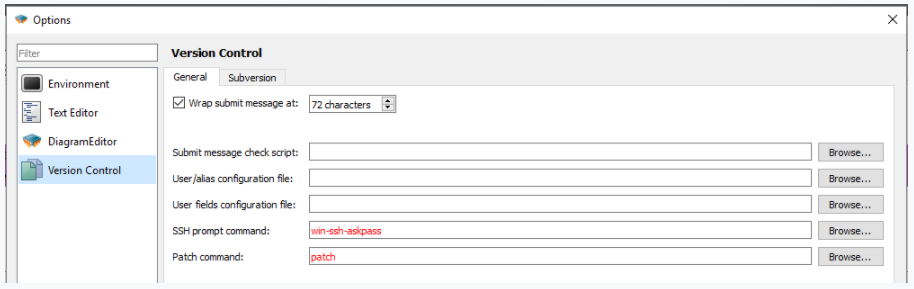 Options
Filter
Environment
Text Editor
DiagramEditor
Version Control
Version Control
General Subversion
Wrap submit message at: 72 characters
Submit message check script: Browse...
User/alias configuration file: Browse...
User fields configuration file: Browse...
SSH prompt command: win-ssh-askpass Browse...
Patch command: patch Browse...